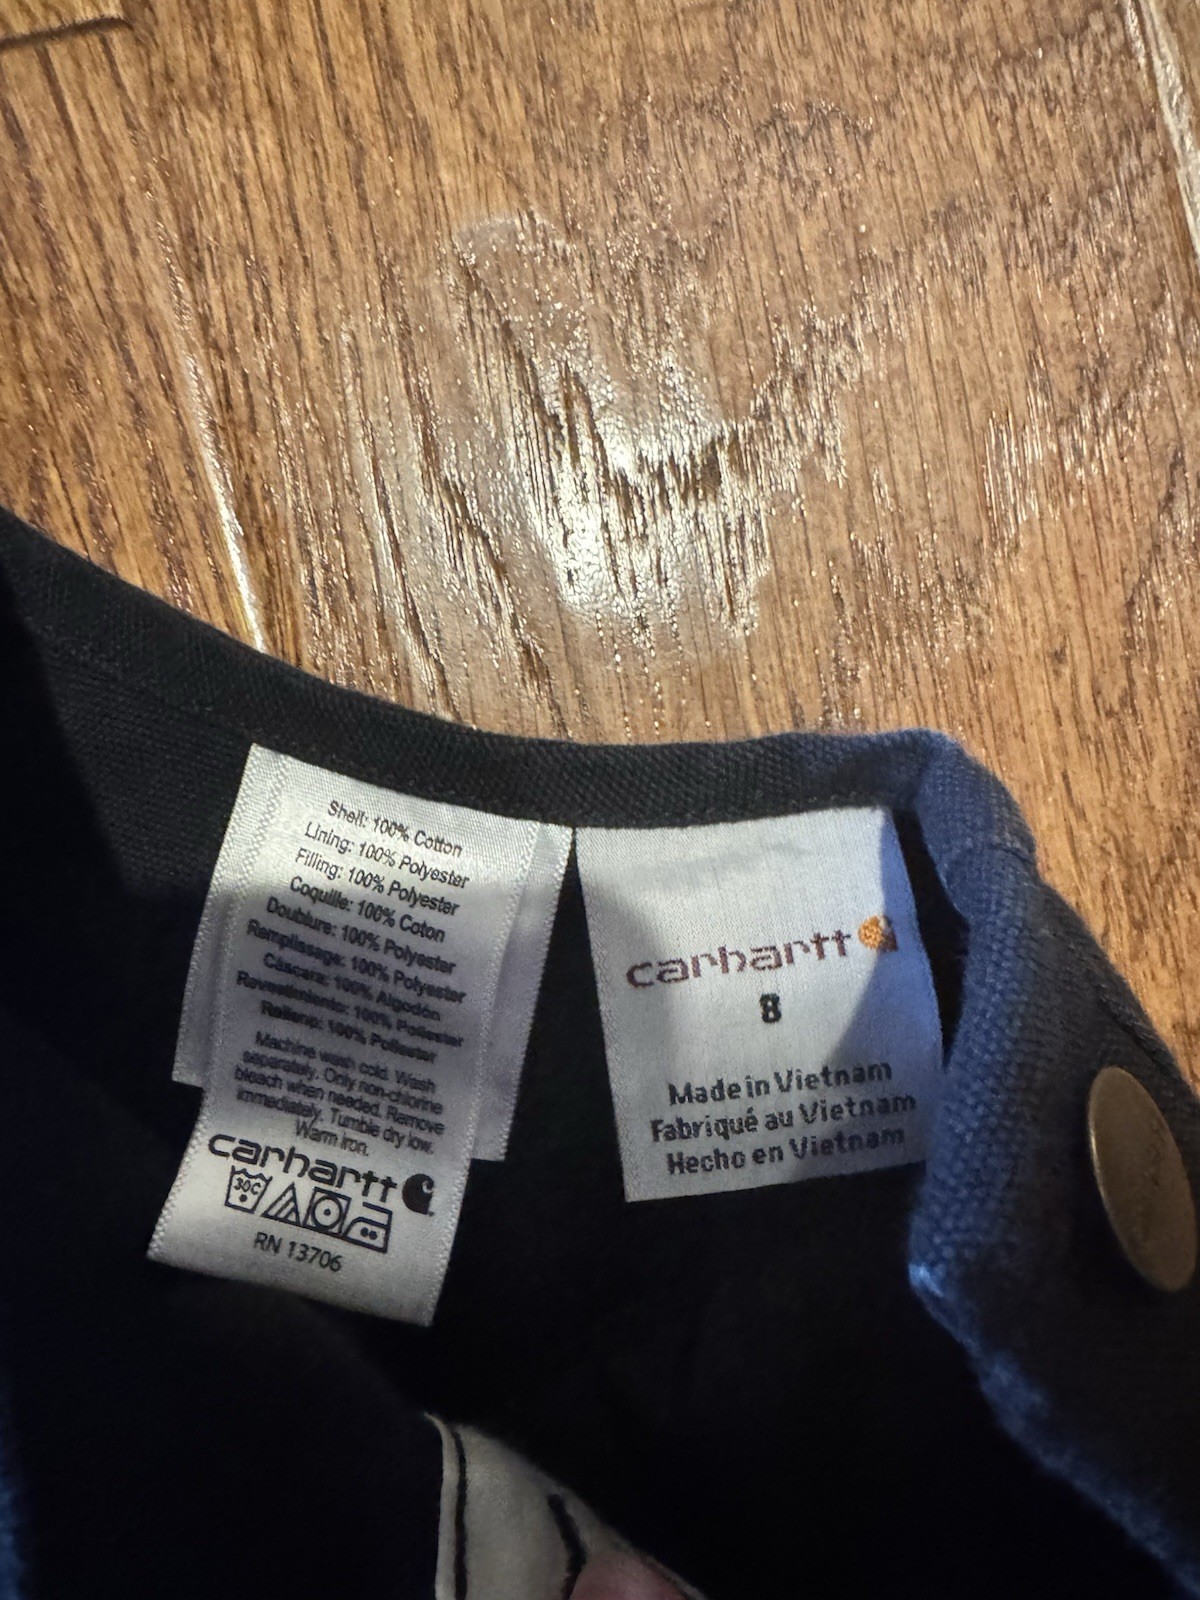 Shell: 100% Cotton
Lining: 100% Polyester
Filling: 100% Polyester
Coquille: 100% Coton
Doublure: 100% Polyester
Remplissage: 100% Polyester
Cáscara: 100% Algodón
Revestimiento: 100% Poliester
Relleno: 100% Poliester
Machine wash cold. Wash
separately. Only non-chlorine
bleach when needed. Remove
immediately. Tumble dry low.
Warm iron.
carhartt
30C
RN 13706
carhartt
8
Made in Vietnam
Fabriqué au Vietnam
Hecho en Vietnam